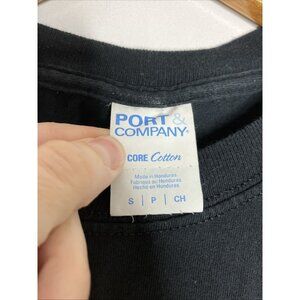 PORT &
COMPANY®
CORE Cotton
Made in Honduras
Fabriqué au Honduras
Hecho en Honduras
S | P | CH